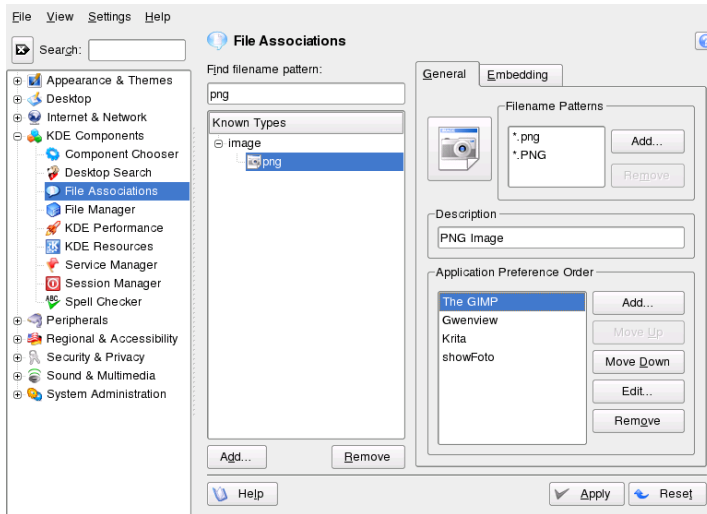 File View Settings Help
Search:
Appearance & Themes
Desktop
Internet & Network
KDE Components
Component Chooser
Desktop Search
File Associations
File Manager
KDE Performance
KDE Resources
Service Manager
Session Manager
Spell Checker
Peripherals
Regional & Accessibility
Security & Privacy
Sound & Multimedia
System Administration
File Associations
Find filename pattern:
png
Known Types
image
png
Add...
Remove
General
Embedding
Filename Patterns
*.png
*.PNG
Add...
Remove
Description
PNG Image
Application Preference Order
The GIMP
Gwenview
Krita
showFoto
Add...
Move Up
Move Down
Edit...
Remove
Help
Apply
Reset